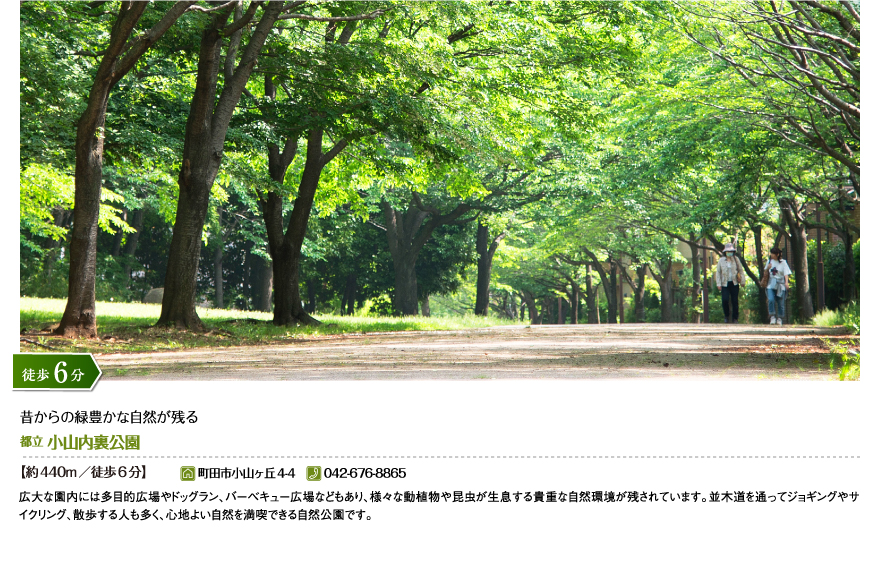 徒歩6分
昔からの緑豊かな自然が残る
都立 小山内裏公園
【約440m／徒歩6分】 町田市小山ヶ丘4-4 042-676-8865
広大な園内には多目的広場やドッグラン、バーベキュー広場などもあり、様々な動植物や昆虫が生息する貴重な自然環境が残されています。並木道を通ってジョギングやサ
イクリング、散歩する人も多く、心地よい自然を満喫できる自然公園です。